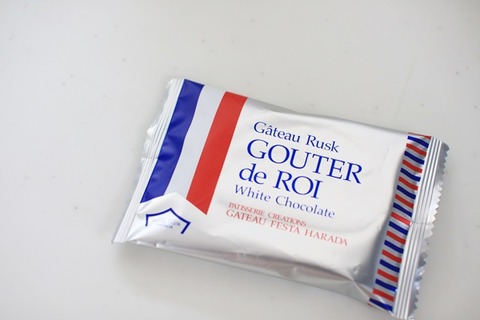 Gâteau Rusk
GOUTER
de ROI
White Chocolate
PATISSERIE CREATIONS
GATEAU FESTA HARADA